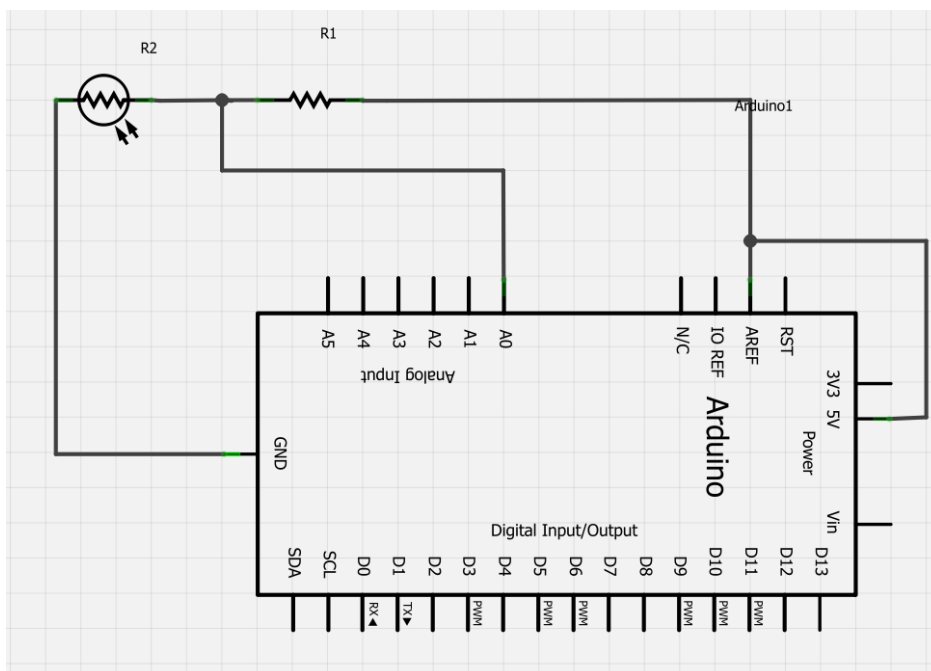 R2
R1
Arduino1
A5
A4
A3
A2
A1
A0
N/C
IO REF
AREF
RST
Analog Input
3V3
5V
Power
Vin
Arduino
GND
Digital Input/Output
SDA
SCL
D0
D1
D2
D3
D4
D5
D6
D7
D8
D9
D10
D11
D12
D13
RX◀
TX▶
PWM
PWM
PWM
PWM
PWM
PWM